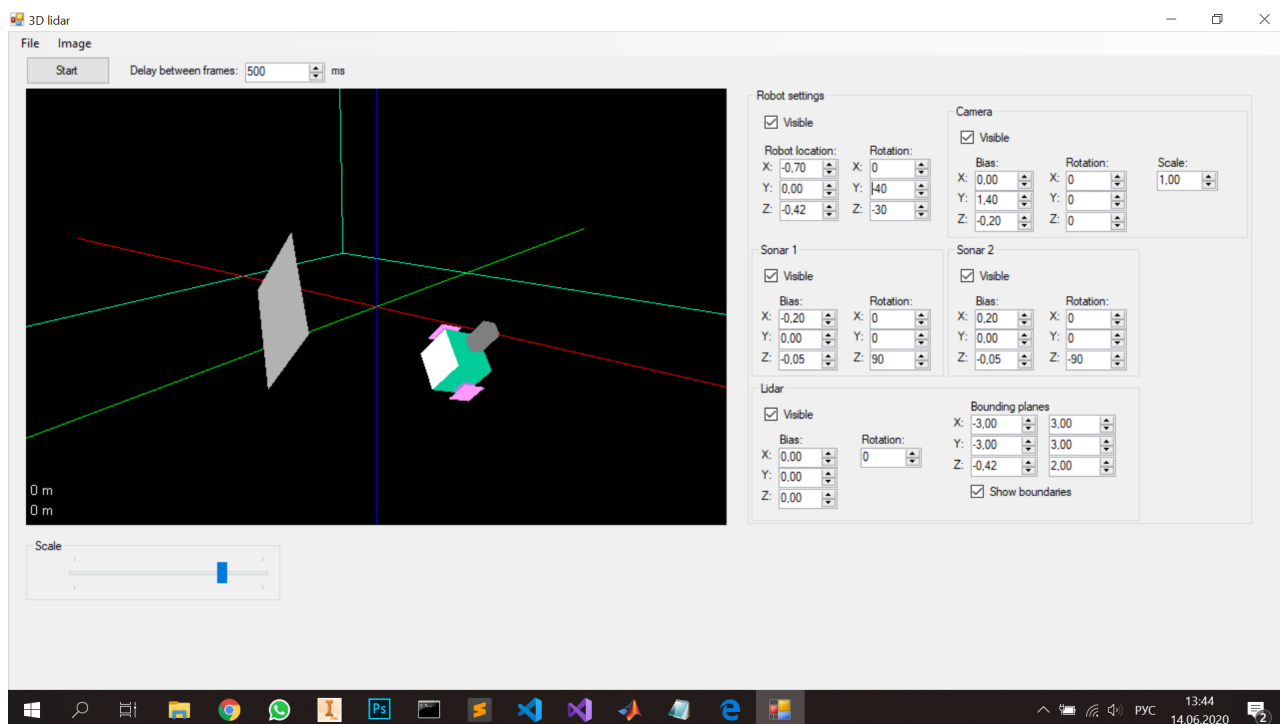 3D lidar
File Image
Start Delay between frames: 500 ms
Robot settings
Visible
Robot location: Rotation:
X: -0,70 X: 0
Y: 0,00 Y: -40
Z: -0,42 Z: -30
Camera
Visible
Bias: Rotation: Scale:
X: 0,00 X: 0 1,00
Y: 1,40 Y: 0
Z: -0,20 Z: 0
Sonar 1
Visible
Bias: Rotation:
X: -0,20 X: 0
Y: 0,00 Y: 0
Z: -0,05 Z: 90
Sonar 2
Visible
Bias: Rotation:
X: 0,20 X: 0
Y: 0,00 Y: 0
Z: -0,05 Z: -90
Lidar
Visible
Bias: Rotation:
X: 0,00 0
Y: 0,00
Z: 0,00
Bounding planes
X: -3,00 3,00
Y: -3,00 3,00
Z: -0,42 2,00
Show boundaries
0 m
0 m
Scale
I
PRO
Ps
S
РУС
13:44
14.06.2020
2